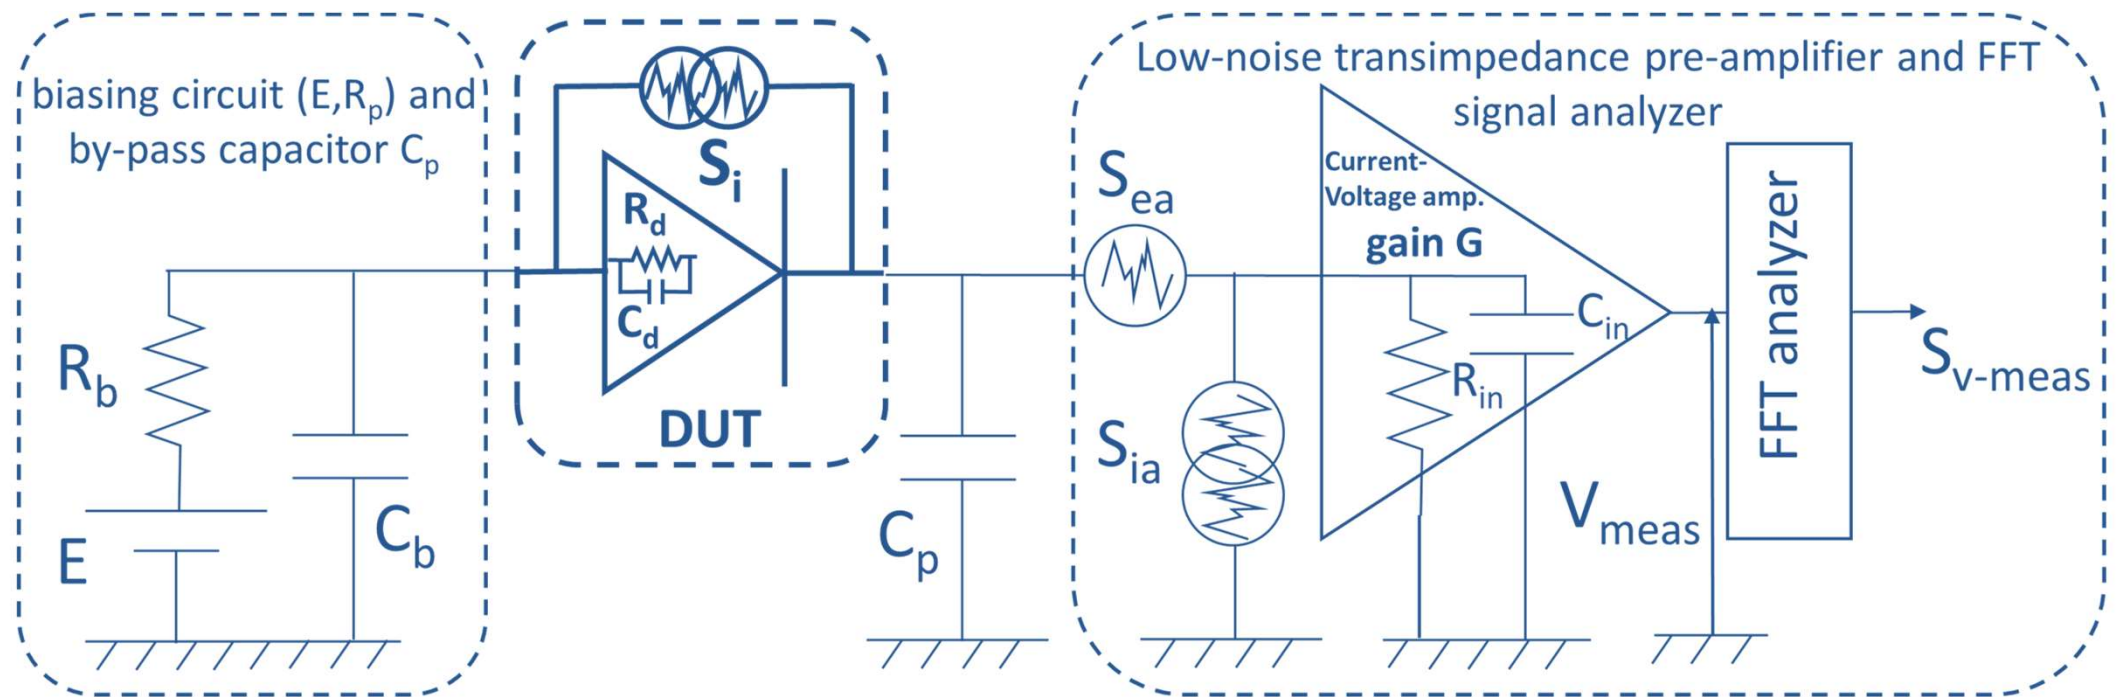 biasing circuit (E,Rp) and
by-pass capacitor Cp
Rb
E
Cb
Si
Rd
Cd
DUT
Cp
Low-noise transimpedance pre-amplifier and FFT
signal analyzer
Sea
Sia
Current-
Voltage amp.
gain G
Rin
Cin
Vmeas
FFT analyzer
Sv-meas